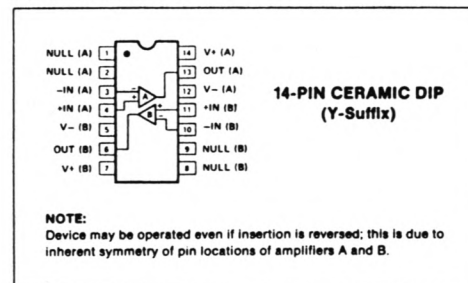 NULL (A) 1 14 V+ (A)
NULL (A) 2 13 OUT (A)
−IN (A) 3 − A 12 V− (A)
+IN (A) 4 + 11 +IN (B)
V− (B) 5 B + − 10 −IN (B)
OUT (B) 6 9 NULL (B)
V+ (B) 7 8 NULL (B)
14-PIN CERAMIC DIP
(Y-Suffix)
NOTE:
Device may be operated even if insertion is reversed; this is due to
inherent symmetry of pin locations of amplifiers A and B.